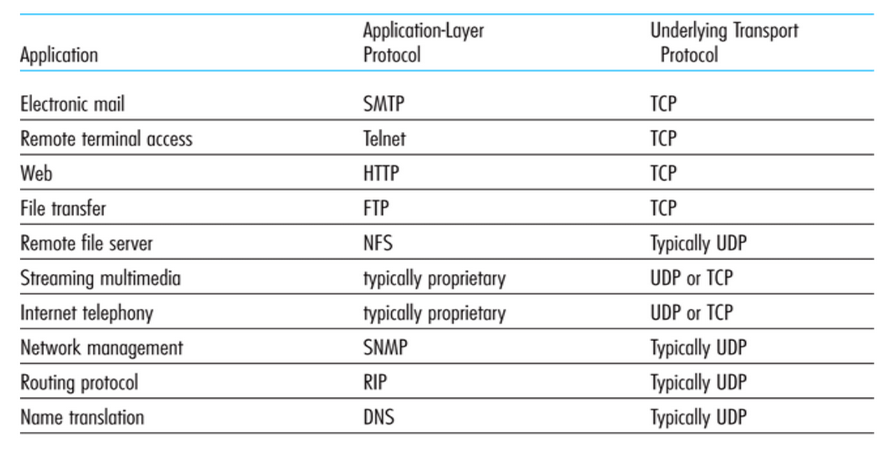 Application Application-Layer Protocol Underlying Transport Protocol
Electronic mail SMTP TCP
Remote terminal access Telnet TCP
Web HTTP TCP
File transfer FTP TCP
Remote file server NFS Typically UDP
Streaming multimedia typically proprietary UDP or TCP
Internet telephony typically proprietary UDP or TCP
Network management SNMP Typically UDP
Routing protocol RIP Typically UDP
Name translation DNS Typically UDP